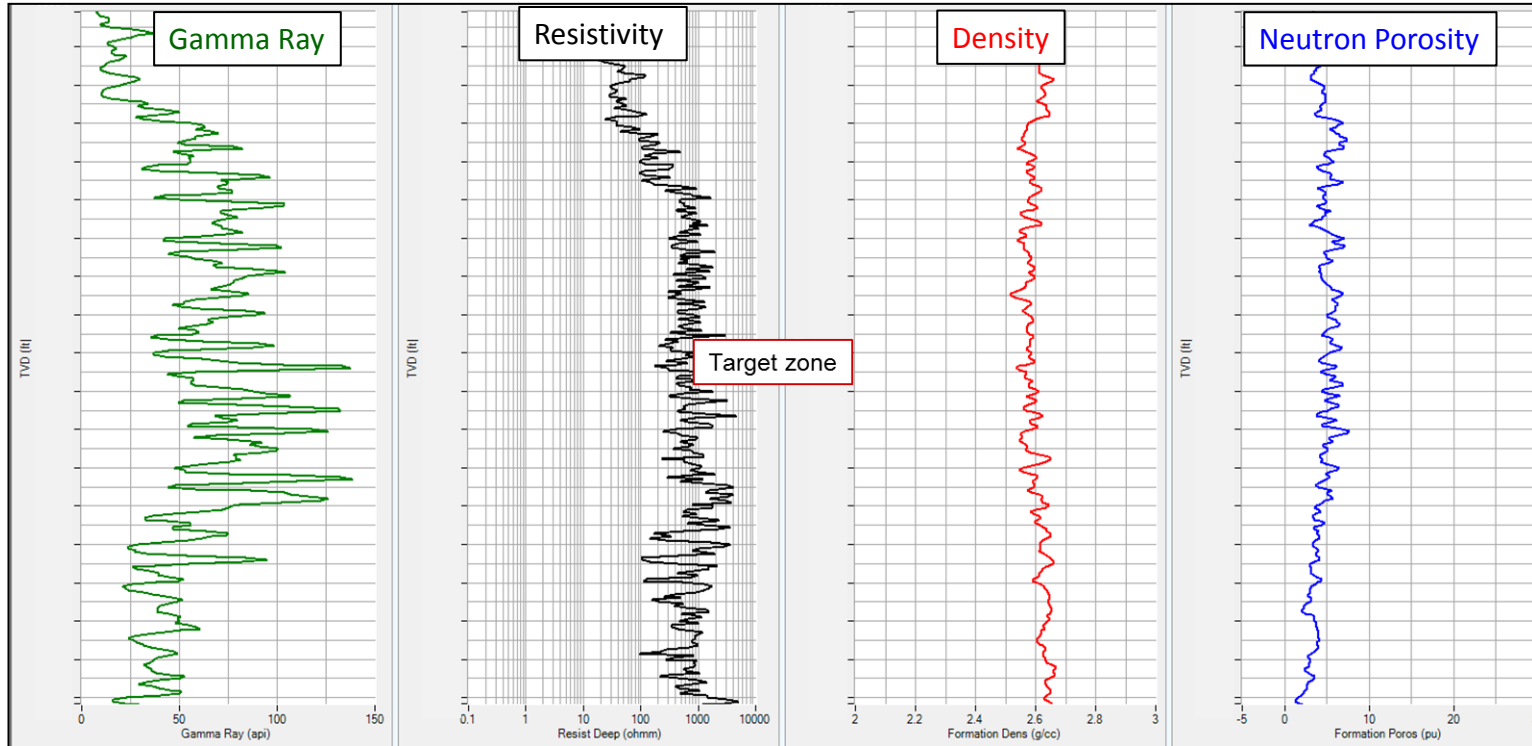 Gamma Ray
Resistivity
Density
Neutron Porosity
TVD [ft]
TVD [ft]
TVD [ft]
Target zone
0 50 100 150
0.1 1 10 100 1000 10000
2 2.2 2.4 2.6 2.8 3
-5 0 5 10 20
Gamma Ray (api)
Resist Deep (ohmm)
Formation Dens (g/cc)
Formation Poros (pu)